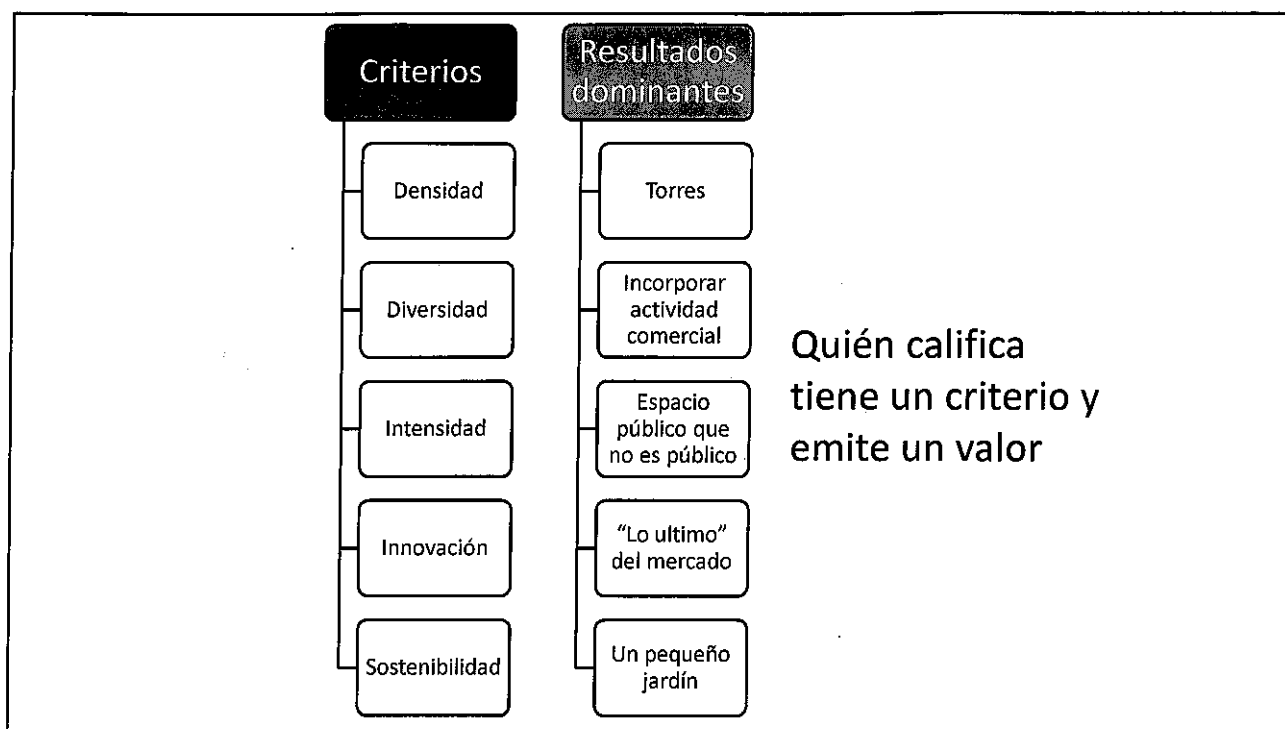 Criterios
Densidad
Diversidad
Intensidad
Innovación
Sostenibilidad
Resultados
dominantes
Torres
Incorporar
actividad
comercial
Espacio
público que
no es público
“Lo ultimo”
del mercado
Un pequeño
jardín
Quién califica
tiene un criterio y
emite un valor